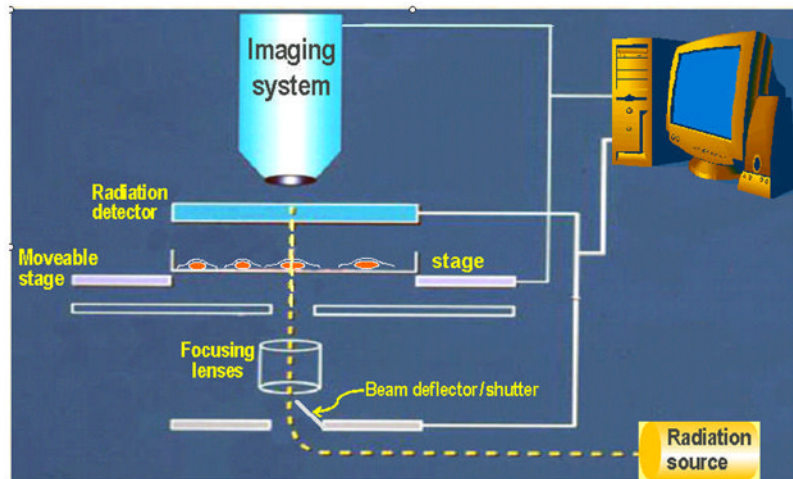 Imaging
system
Radiation
detector
Moveable
stage
stage
Focusing
lenses
Beam deflector/shutter
Radiation
source